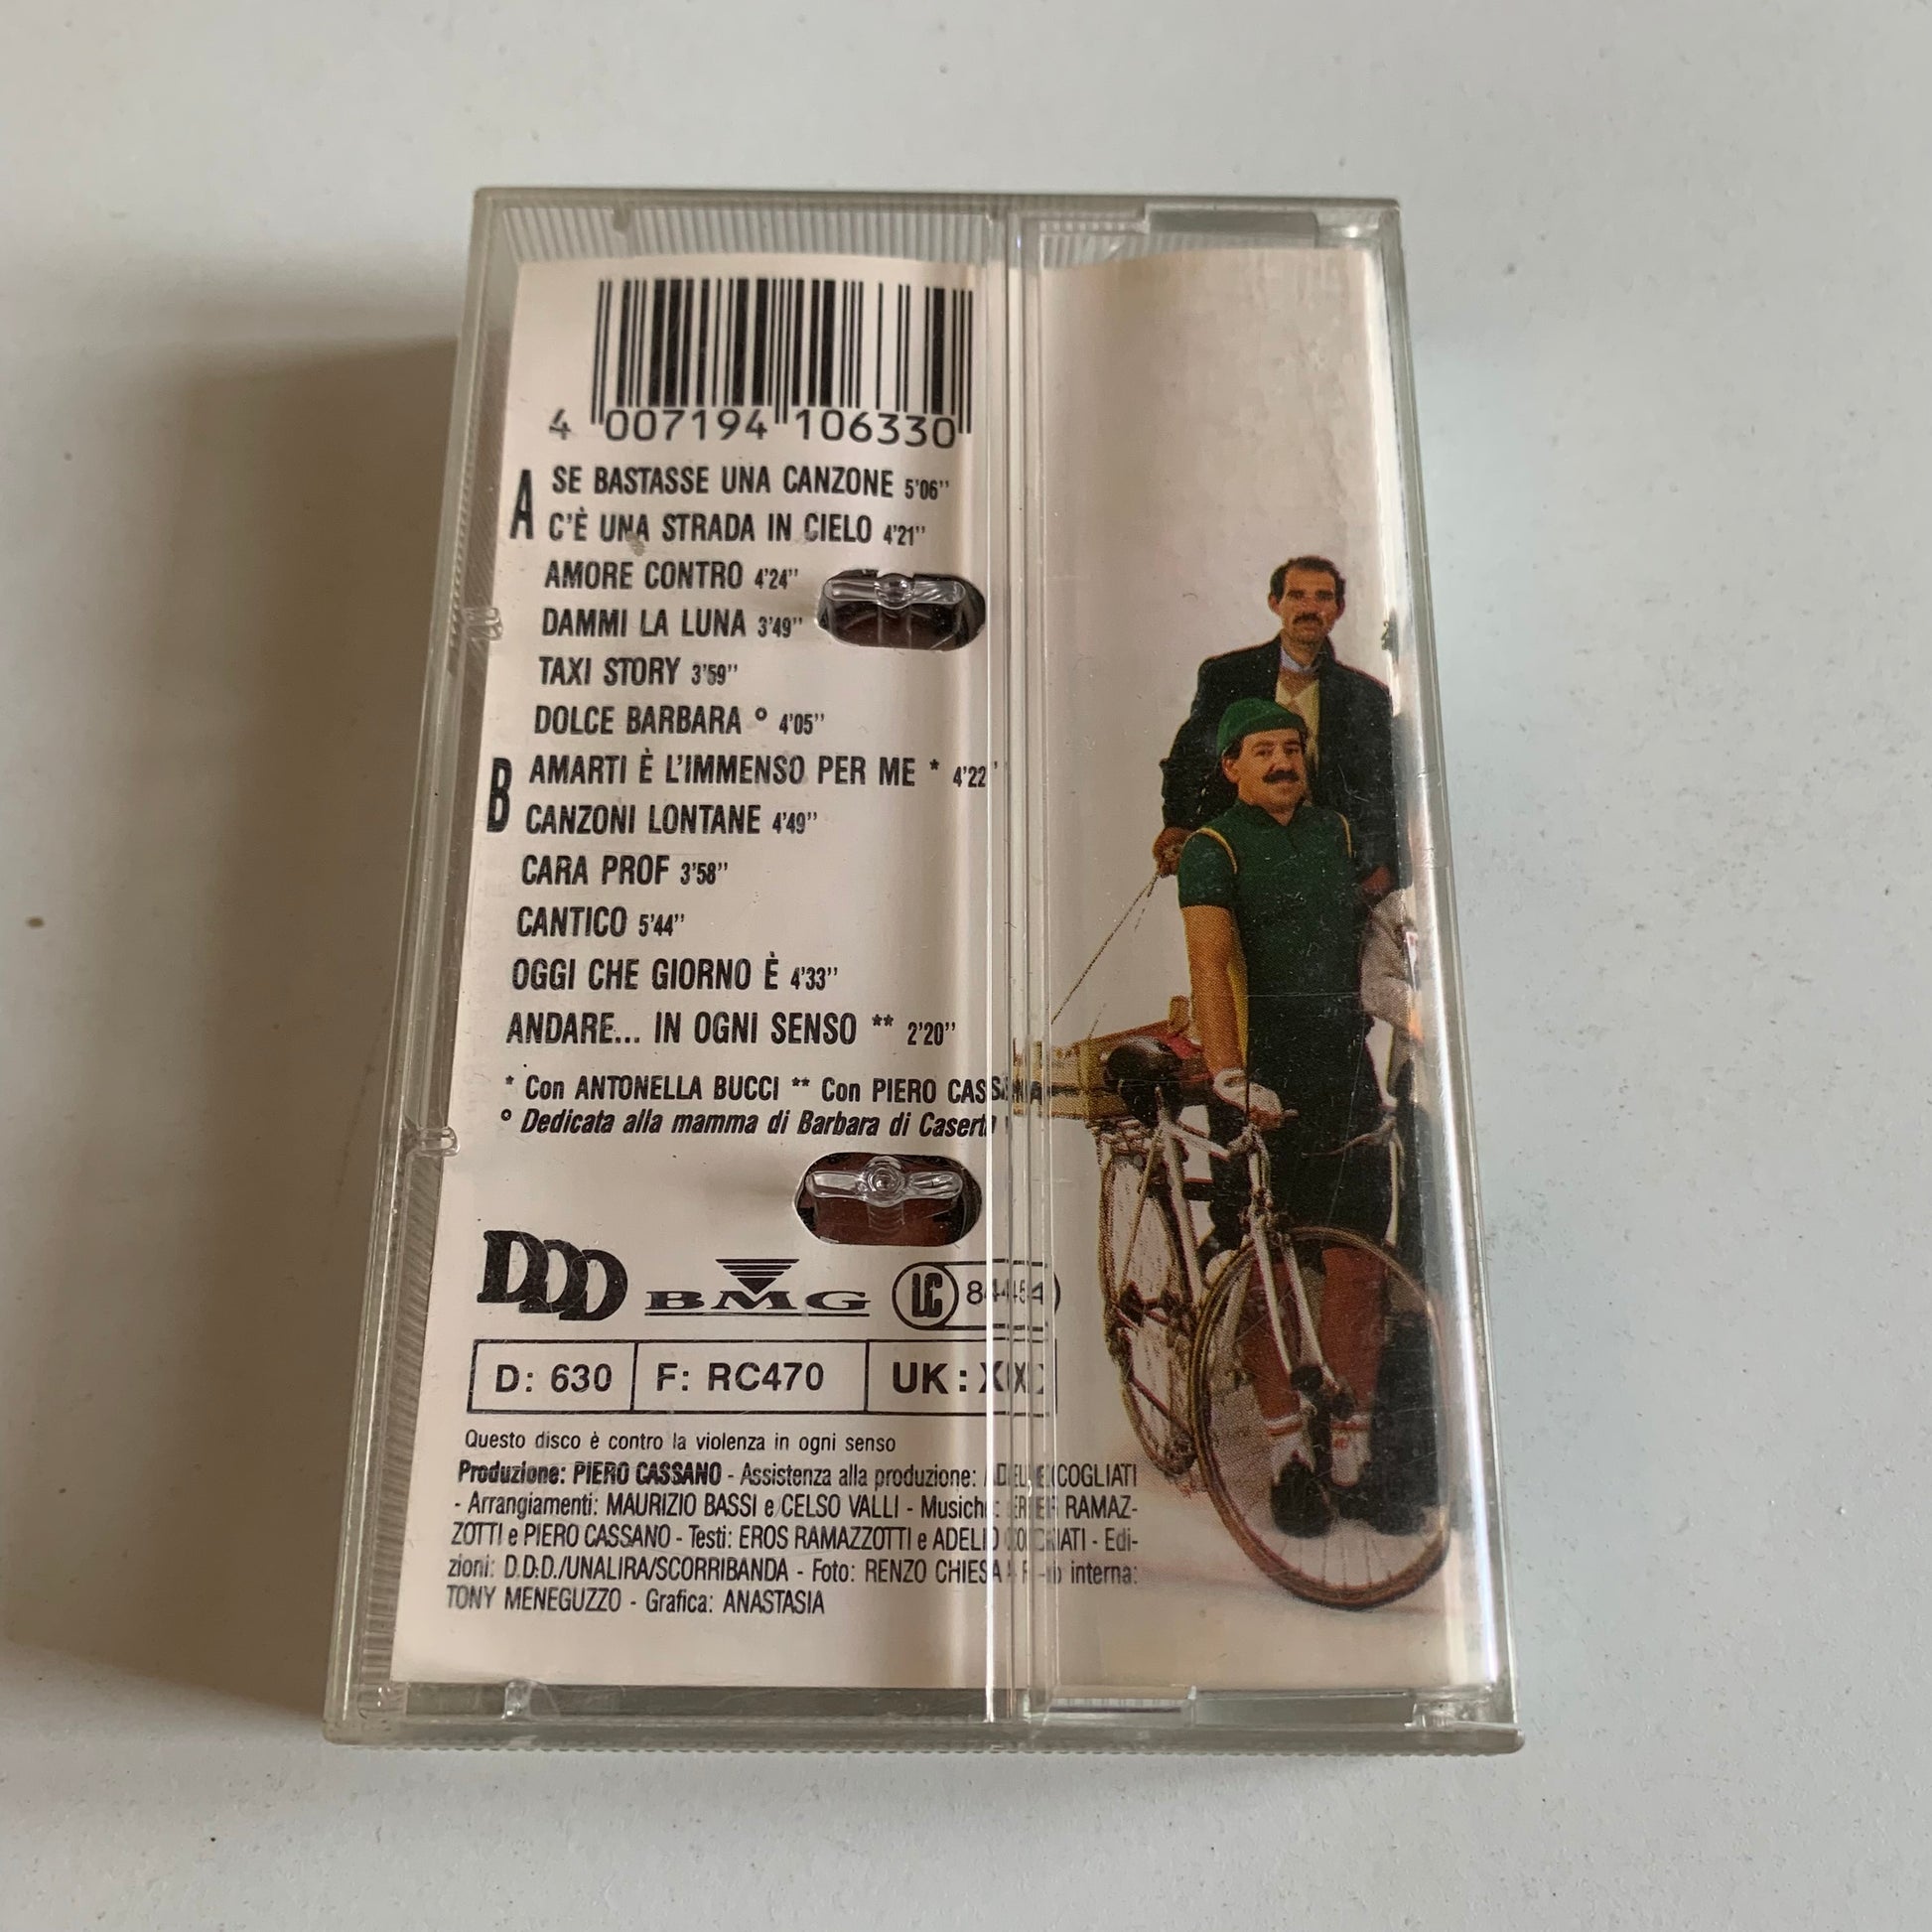 4 007194 106330
A SE BASTASSE UNA CANZONE 5'06''
C'È UNA STRADA IN CIELO 4'21''
AMORE CONTRO 4'24''
DAMMI LA LUNA 3'49''
TAXI STORY 3'59''
DOLCE BARBARA ° 4'05''
B AMARTI È L'IMMENSO PER ME * 4'22''
CANZONI LONTANE 4'49''
CARA PROF 3'58''
CANTICO 5'44''
OGGI CHE GIORNO È 4'33''
ANDARE... IN OGNI SENSO ** 2'20''
* Con ANTONELLA BUCCI ** Con PIERO CASSANO
° Dedicata alla mamma di Barbara di Caserta
DDD BMG LC
D: 630 F: RC470 UK:
Questo disco è contro la violenza in ogni senso
Produzione: PIERO CASSANO - Assistenza alla produzione: COGLIATI
- Arrangiamenti: MAURIZIO BASSI e CELSO VALLI - Musiche: RAMAZ-
ZOTTI e PIERO CASSANO - Testi: EROS RAMAZZOTTI e ADELIO COGLIATI - Edi-
zioni: D.D.D./UNALIRA/SCORRIBANDA - Foto: RENZO CHIESA interna:
TONY MENEGUZZO - Grafica: ANASTASIA